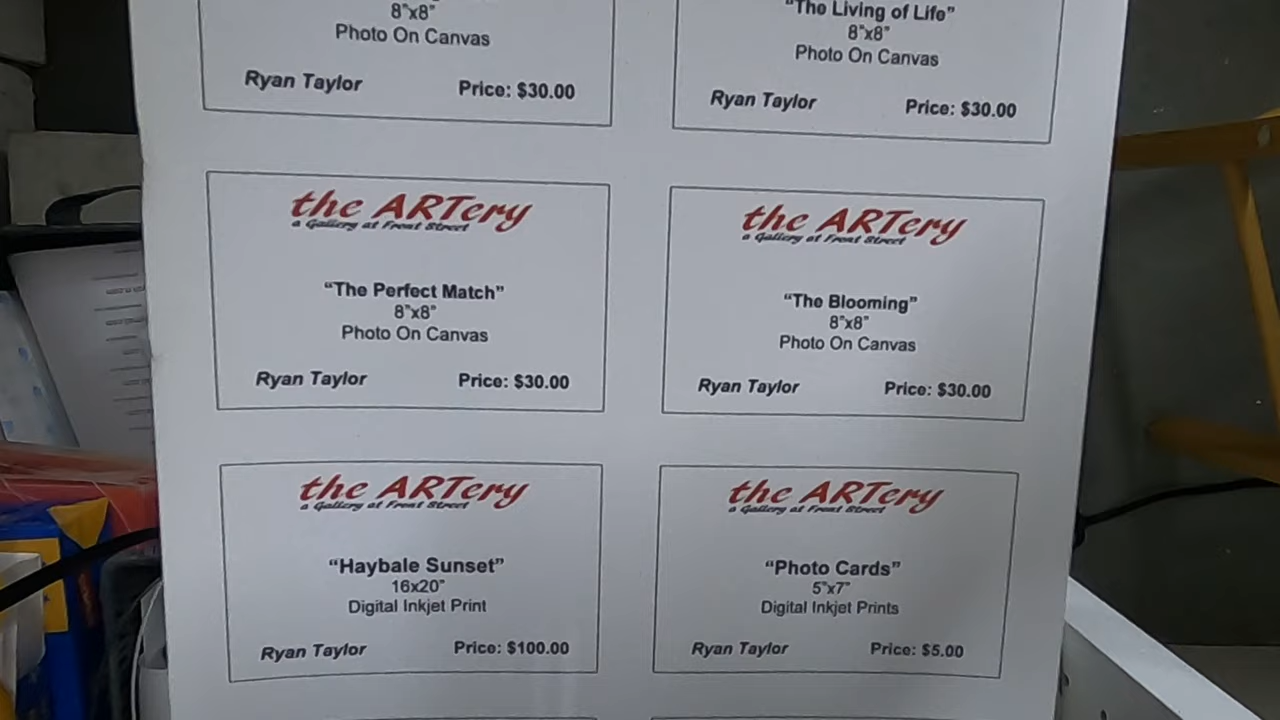 8"x8"
Photo On Canvas
Ryan Taylor Price: $30.00
"The Living of Life"
8"x8"
Photo On Canvas
Ryan Taylor Price: $30.00
the ARTery
a Gallery at Front Street
"The Perfect Match"
8"x8"
Photo On Canvas
Ryan Taylor Price: $30.00
the ARTery
a Gallery at Front Street
"The Blooming"
8"x8"
Photo On Canvas
Ryan Taylor Price: $30.00
the ARTery
a Gallery at Front Street
"Haybale Sunset"
16x20"
Digital Inkjet Print
Ryan Taylor Price: $100.00
the ARTery
a Gallery at Front Street
"Photo Cards"
5"x7"
Digital Inkjet Prints
Ryan Taylor Price: $5.00